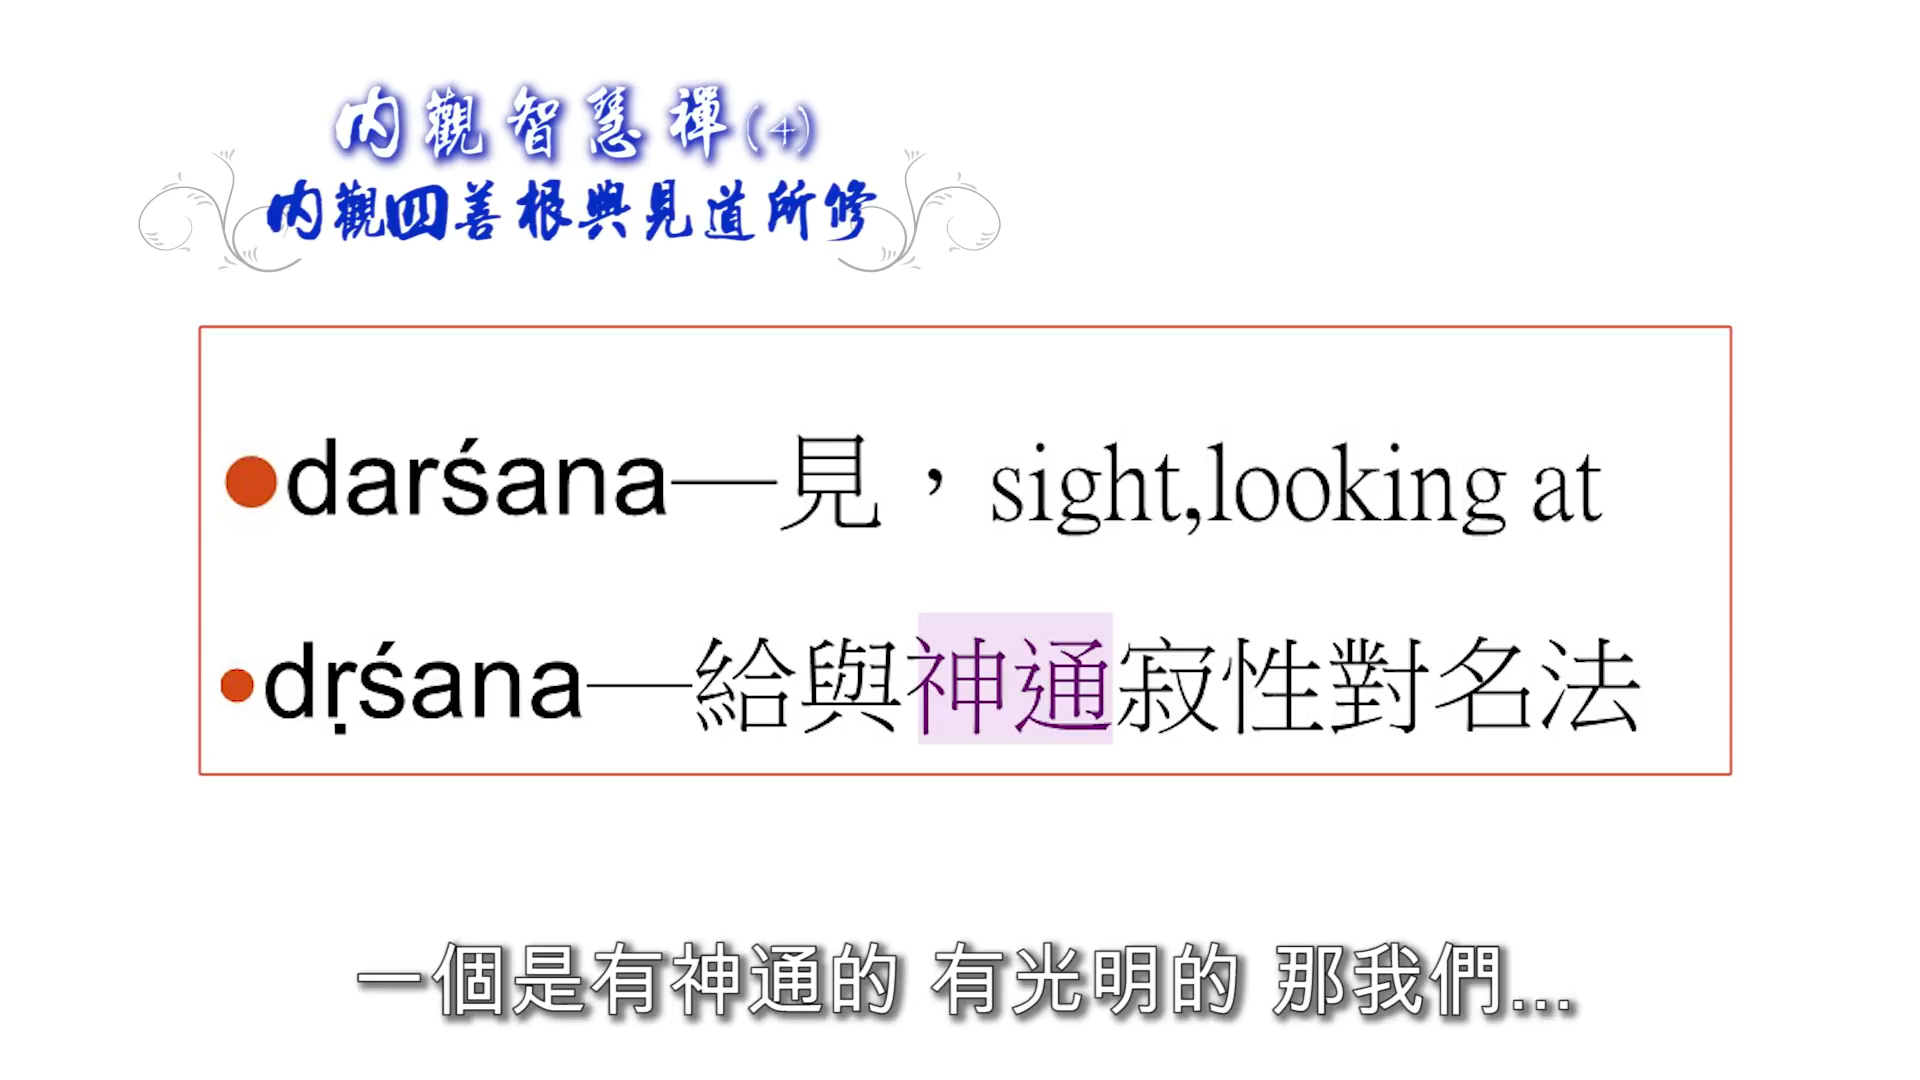 內觀智慧禪(4)
內觀四善根與見道所修
•darśana—見，sight,looking at
•dṛśana—給與神通寂性對名法
一個是有神通的 有光明的 那我們...